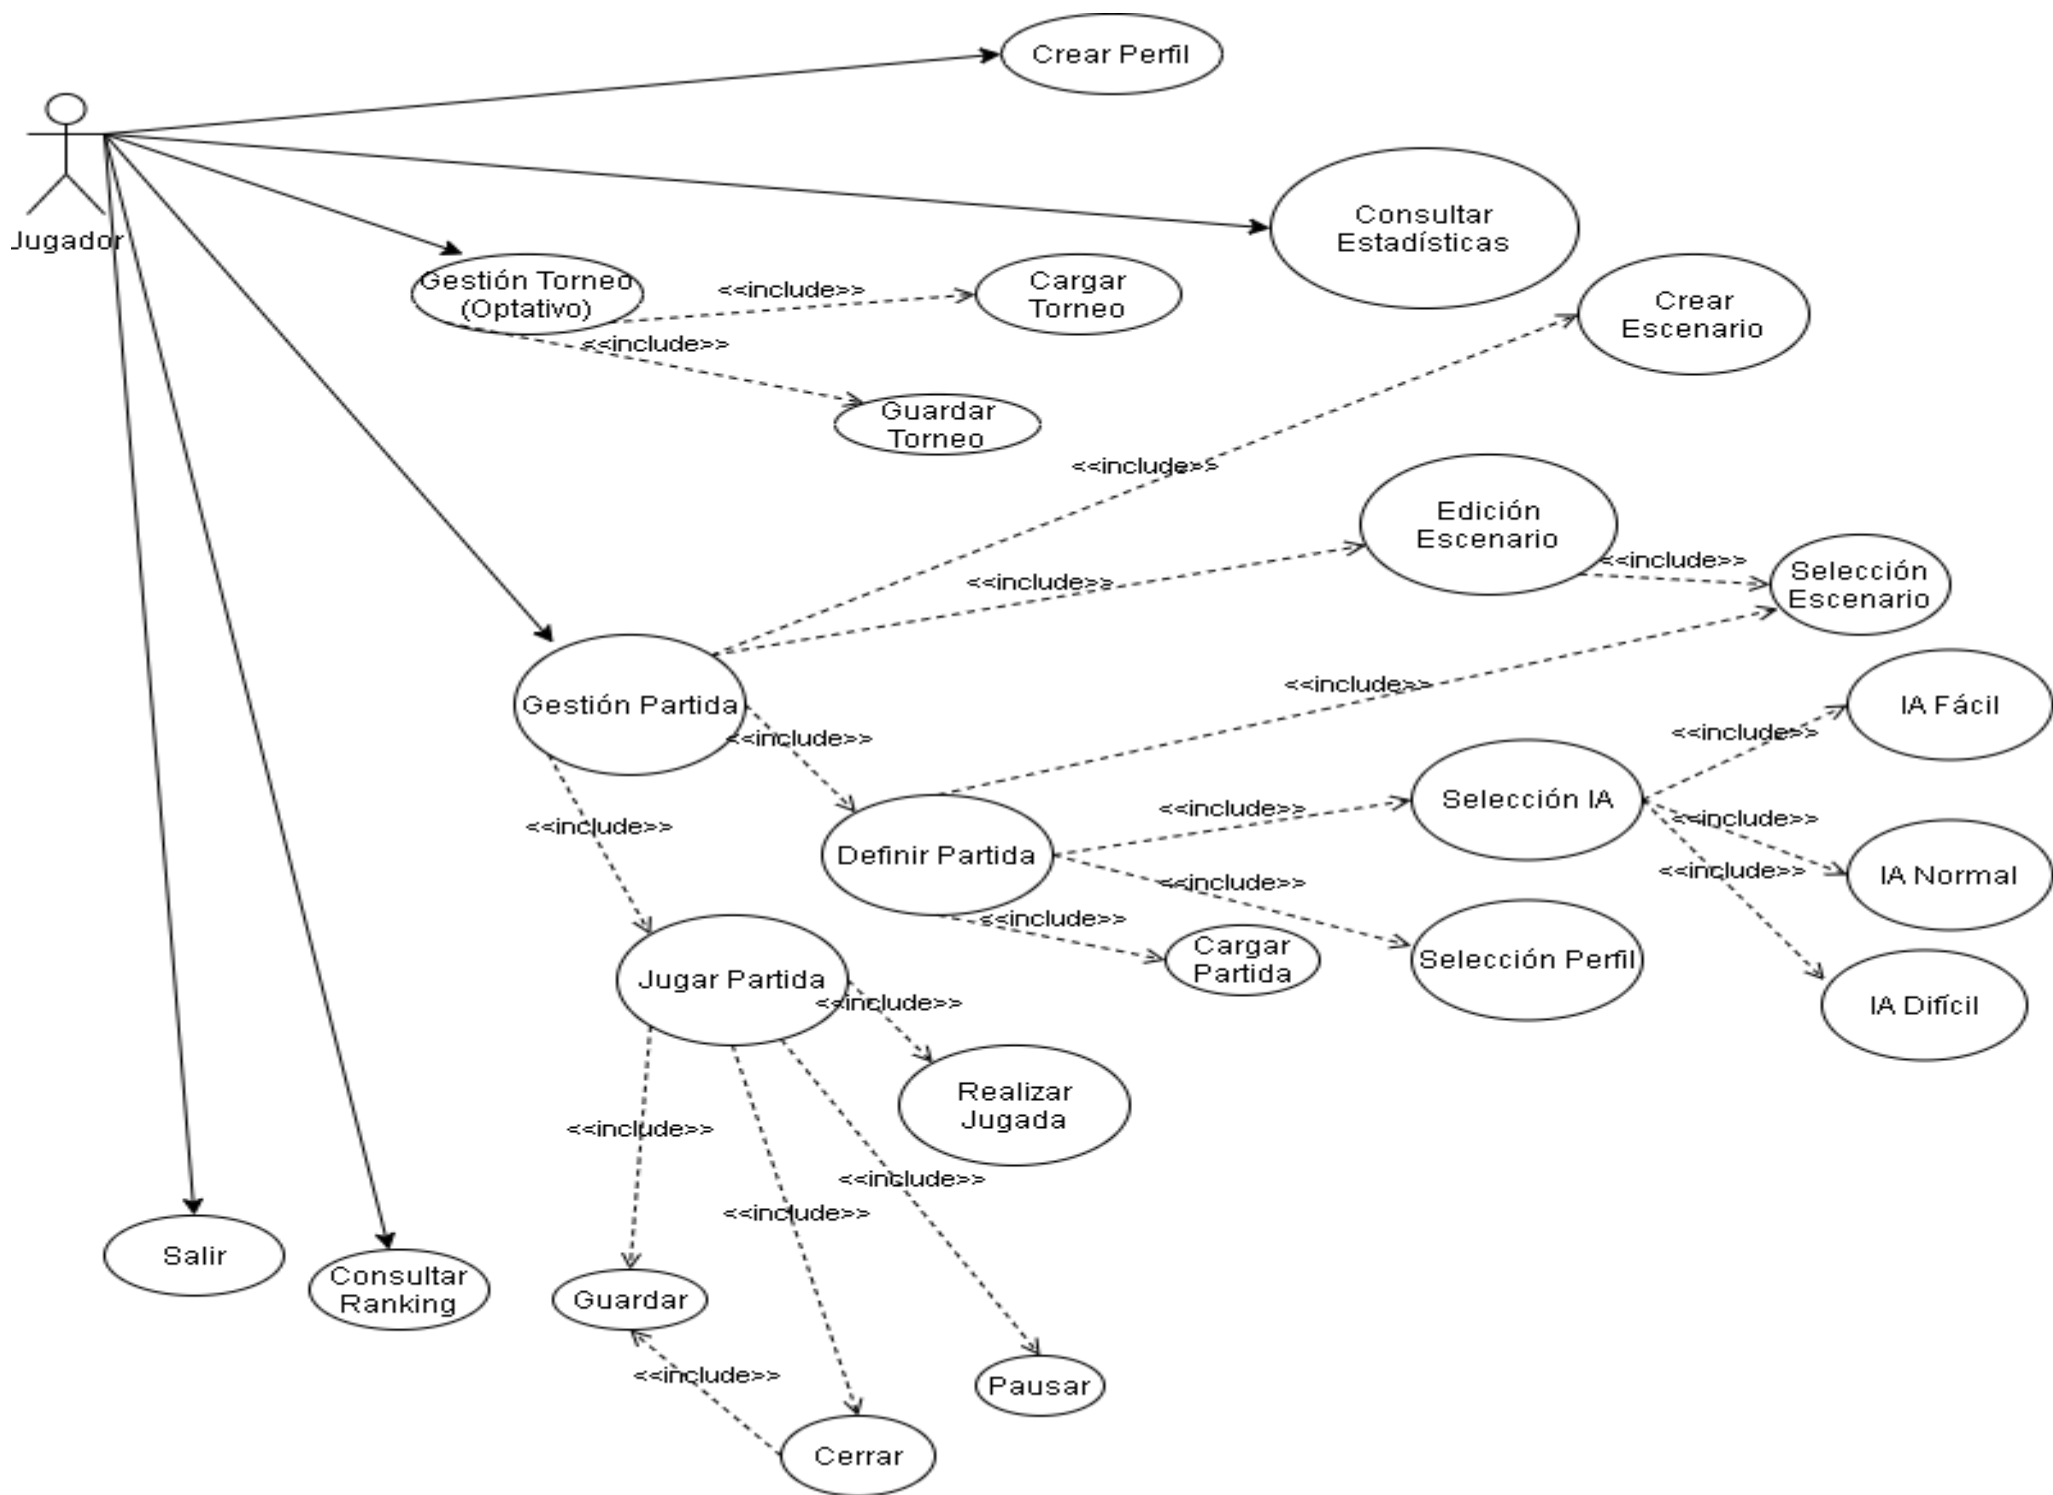 Crear Perfil
Jugador
Consultar
Estadísticas
Gestión Torneo
(Optativo)
<<include>>
Cargar
Torneo
<<include>>
Guardar
Torneo
Crear
Escenario
<<include>>
Edición
Escenario
<<include>>
<<include>>
Selección
Escenario
<<include>>
Gestión Partida
<<include>>
<<include>>
Definir Partida
<<include>>
Selección IA
<<include>>
IA Fácil
<<include>>
IA Normal
<<include>>
IA Difícil
<<include>>
Selección Perfil
<<include>>
Cargar
Partida
Jugar Partida
<<include>>
Realizar
Jugada
<<include>>
<<include>>
<<include>>
Salir
Consultar
Ranking
Guardar
<<include>>
Pausar
Cerrar